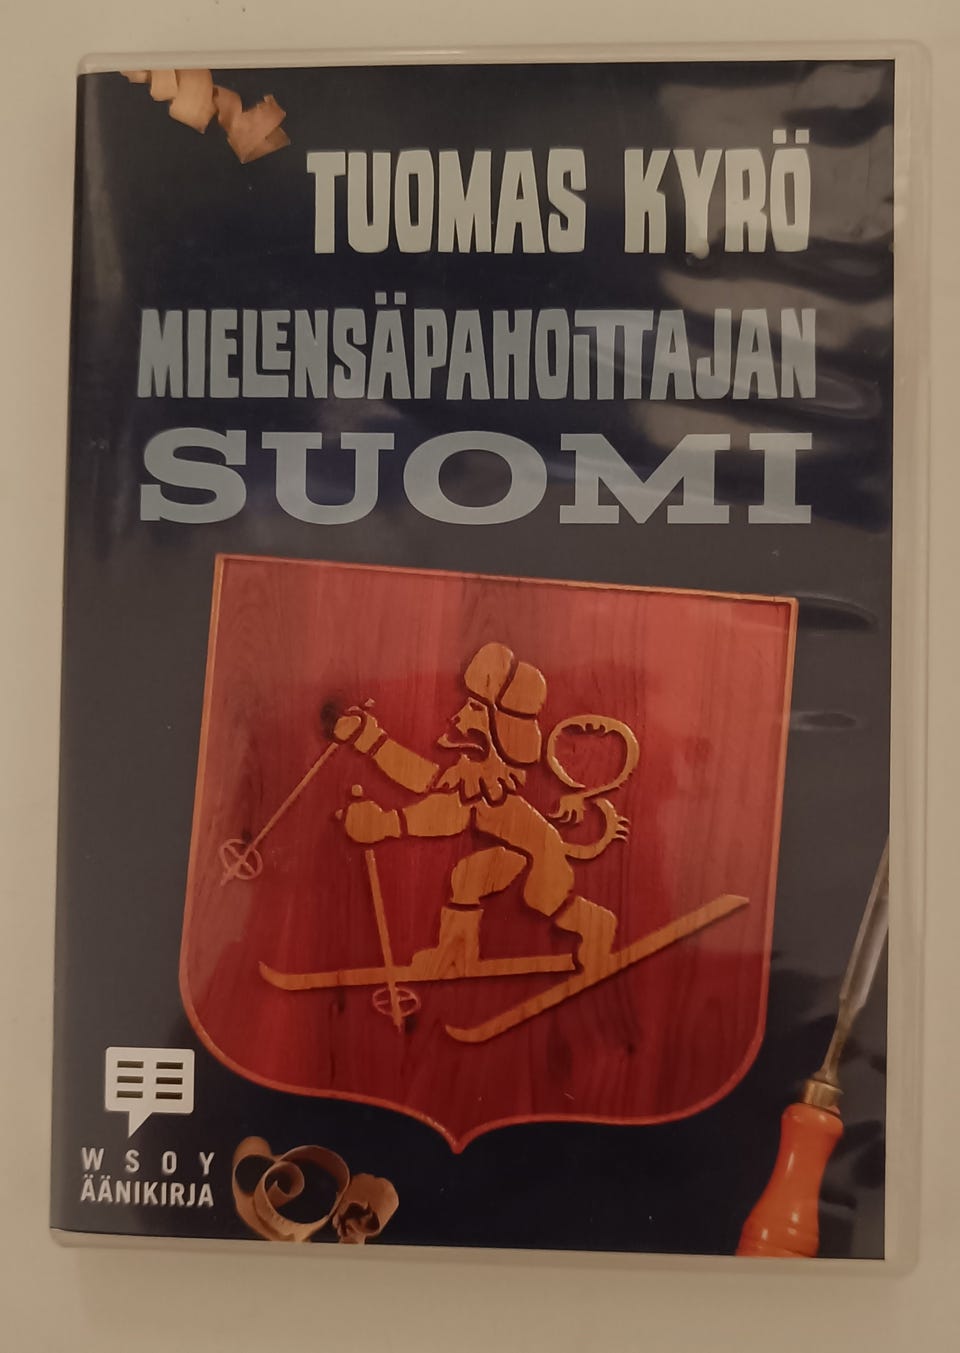 TUOMAS KYRÖ
MIELENSÄPAHOITTAJAN
SUOMI
WSOY
ÄÄNIKIRJA